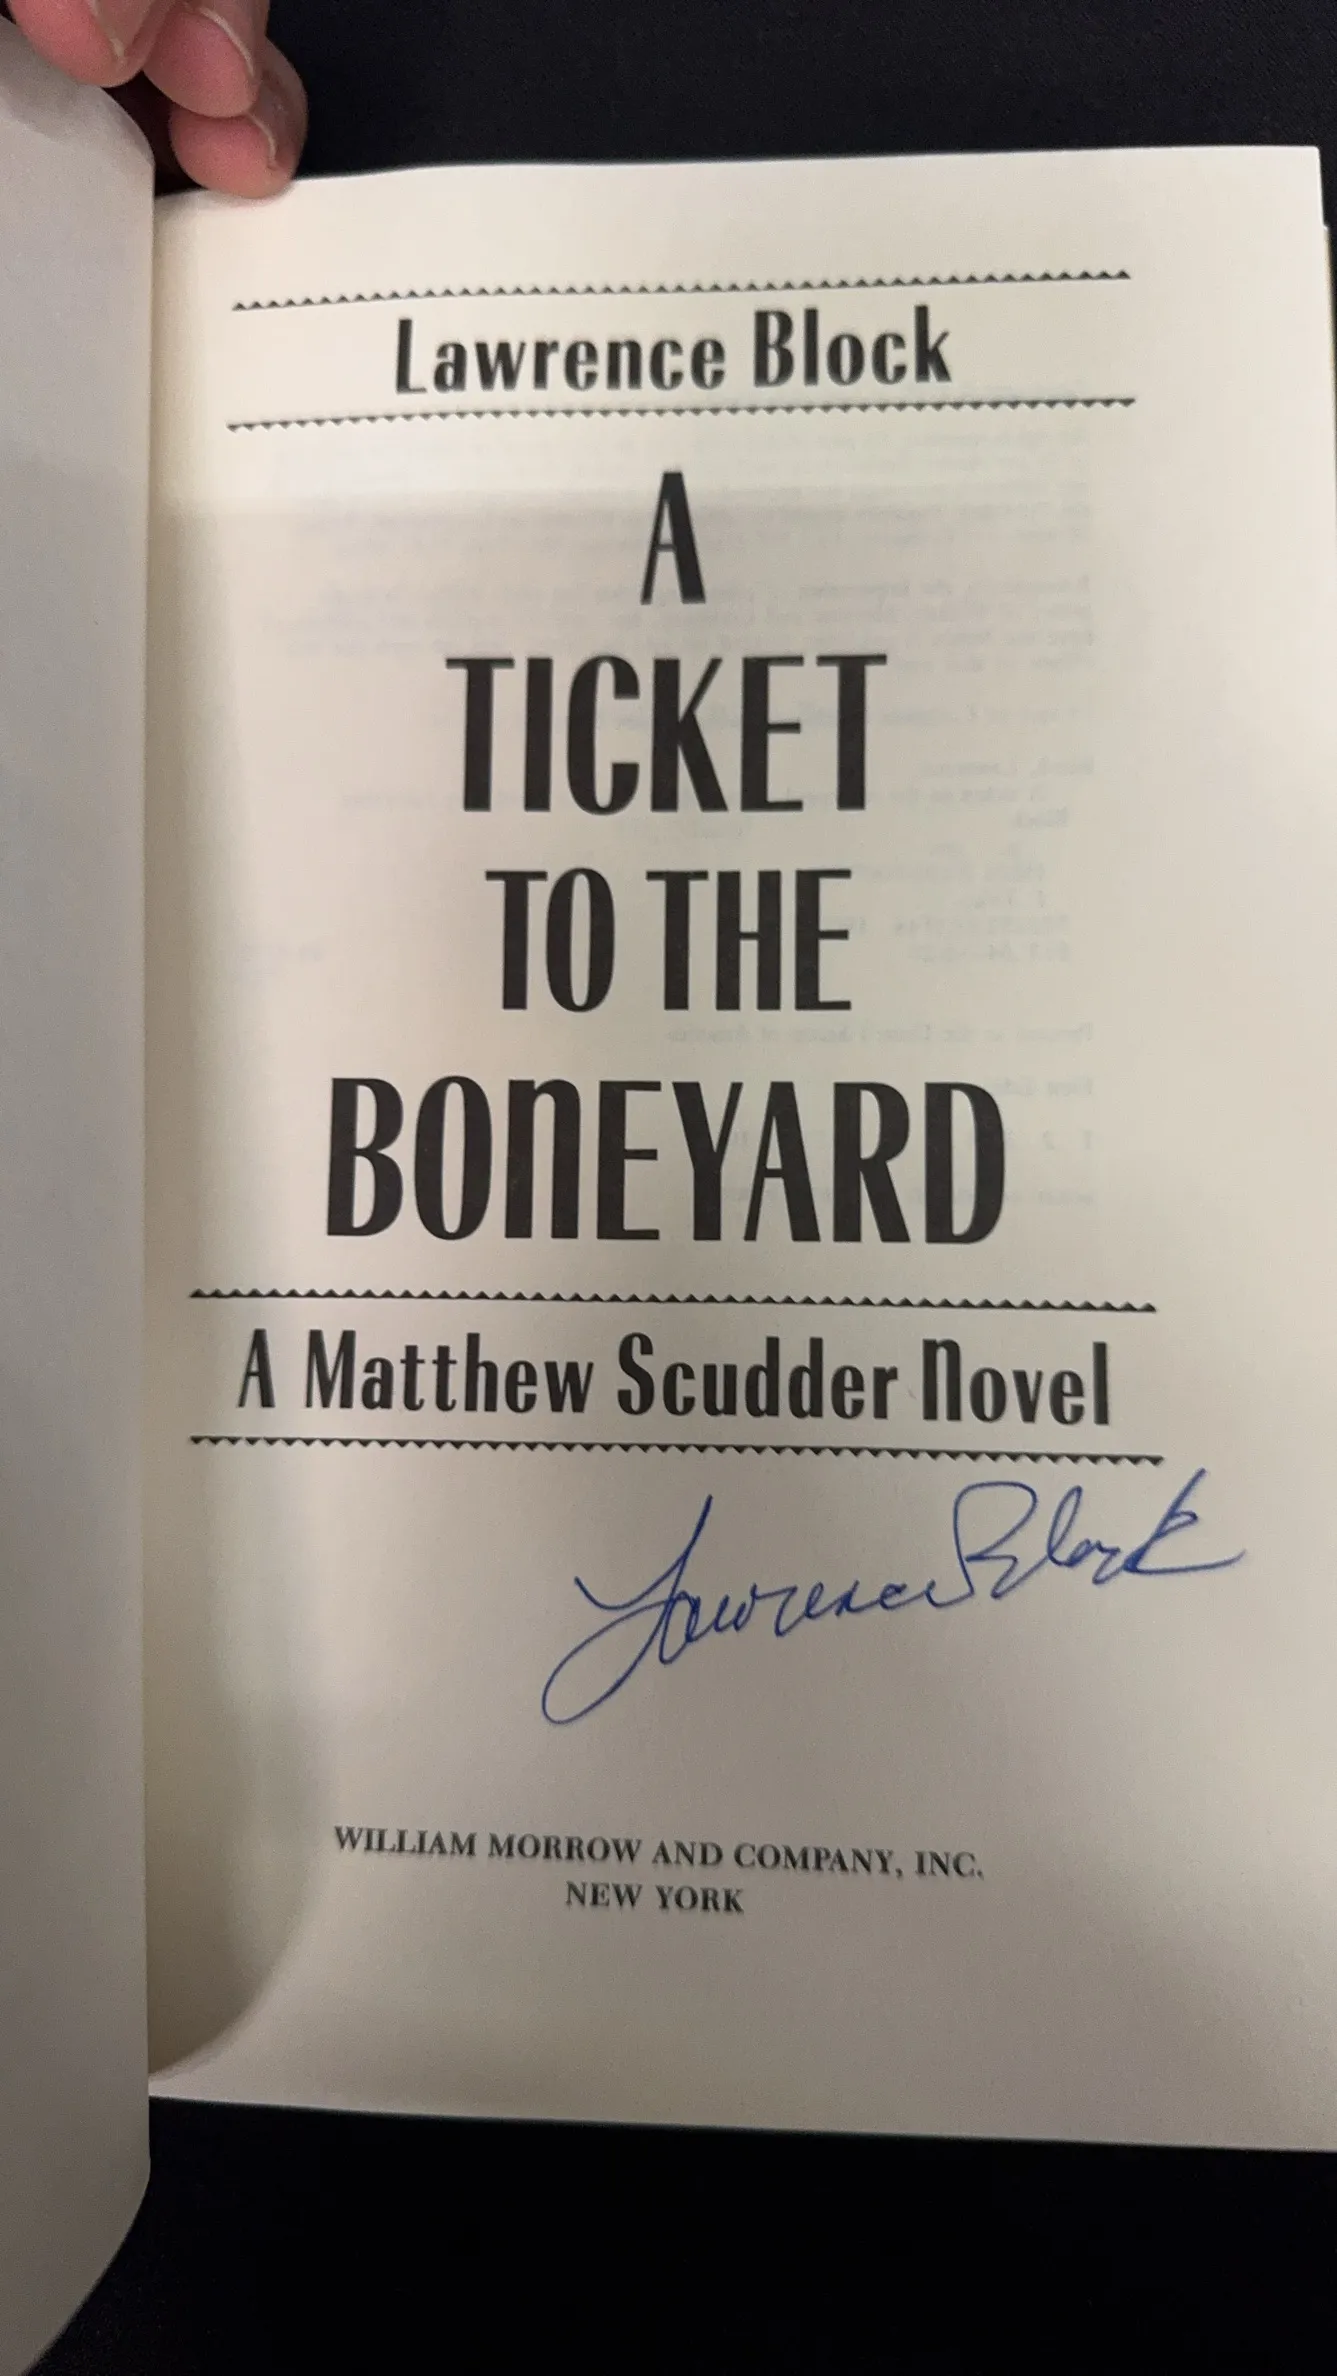 Lawrence Block
A
TICKET
TO THE
BONEYARD
A Matthew Scudder Novel
Lawrence Block
WILLIAM MORROW AND COMPANY, INC.
NEW YORK